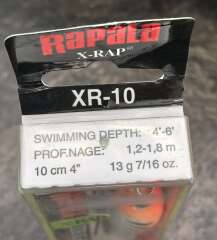 Rapala
X-RAP
XR-10
SWIMMING DEPTH: 4'-6'
PROF.NAGE: 1,2-1,8 m
10 cm 4" 13 g 7/16 oz.